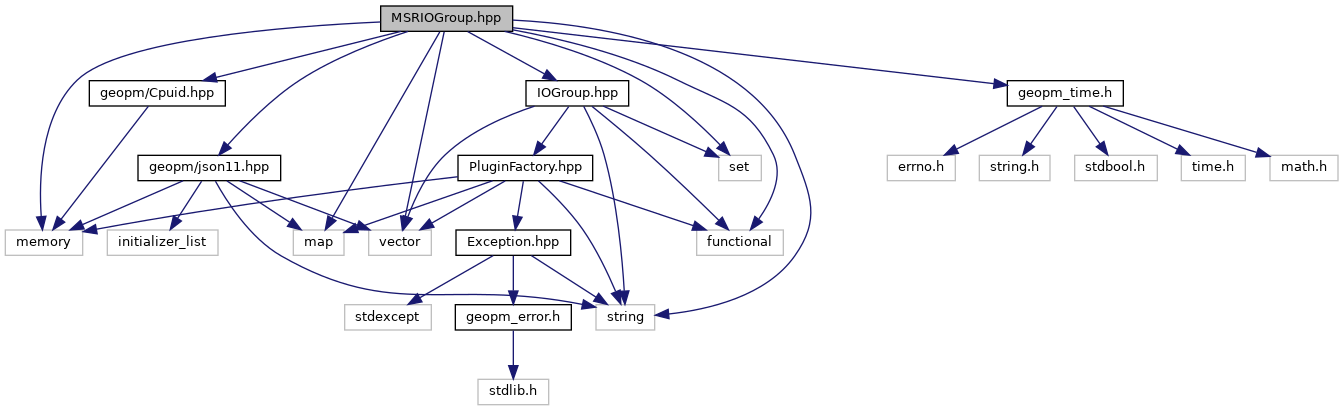 MSRIOGroup.hpp
geopm/Cpuid.hpp
IOGroup.hpp
geopm_time.h
geopm/json11.hpp
PluginFactory.hpp
set
errno.h
string.h
stdbool.h
time.h
math.h
memory
initializer_list
map
vector
Exception.hpp
functional
stdexcept
geopm_error.h
string
stdlib.h